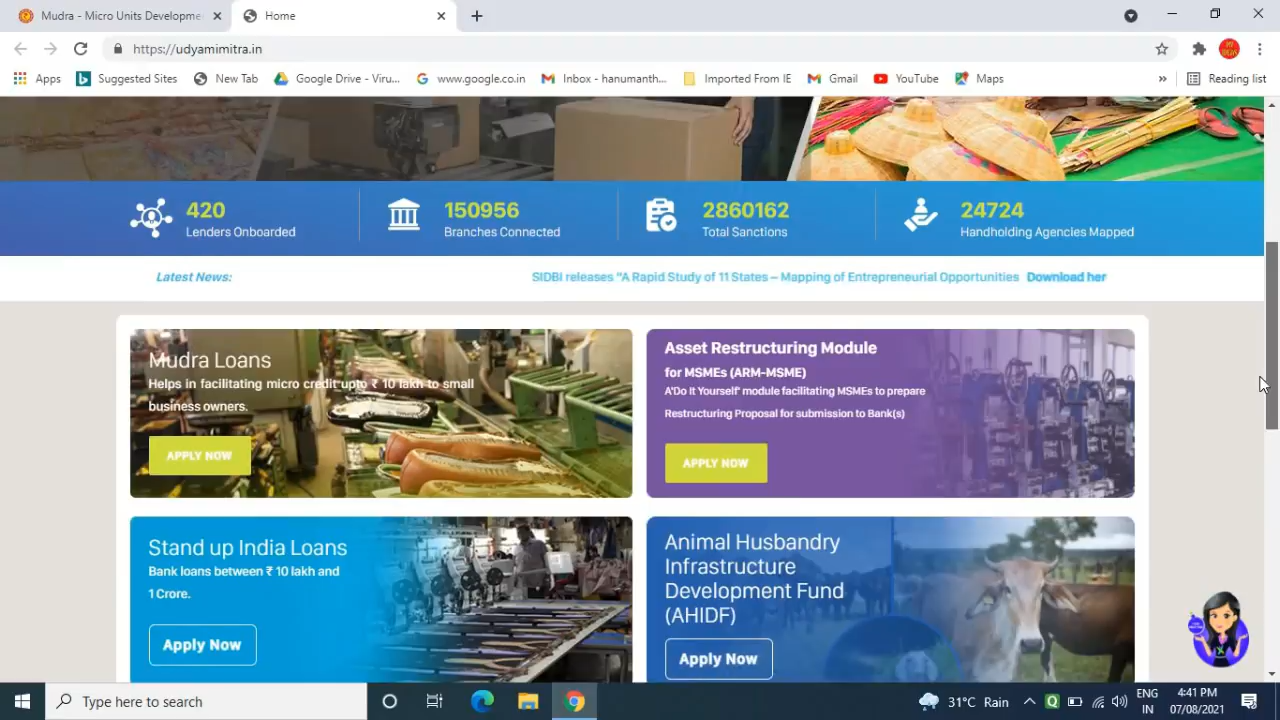 Mudra - Micro Units Developme
Home
https://udyamimitra.in
Apps
Suggested Sites
New Tab
Google Drive - Viru...
www.google.co.in
Inbox - hanumanth...
Imported From IE
Gmail
YouTube
Maps
»
Reading list
420
Lenders Onboarded
150956
Branches Connected
2860162
Total Sanctions
24724
Handholding Agencies Mapped
Latest News:
SIDBI releases "A Rapid Study of 11 States – Mapping of Entrepreneurial Opportunities Download her
Mudra Loans
Helps in facilitating micro credit upto ₹ 10 lakh to small
business owners.
APPLY NOW
Asset Restructuring Module
for MSMEs (ARM-MSME)
A'Do It Yourself' module facilitating MSMEs to prepare
Restructuring Proposal for submission to Bank(s)
APPLY NOW
Stand up India Loans
Bank loans between ₹ 10 lakh and
1 Crore.
Apply Now
Animal Husbandry
Infrastructure
Development Fund
(AHIDF)
Apply Now
Type here to search
31°C Rain
ENG
IN
4:41 PM
07/08/2021